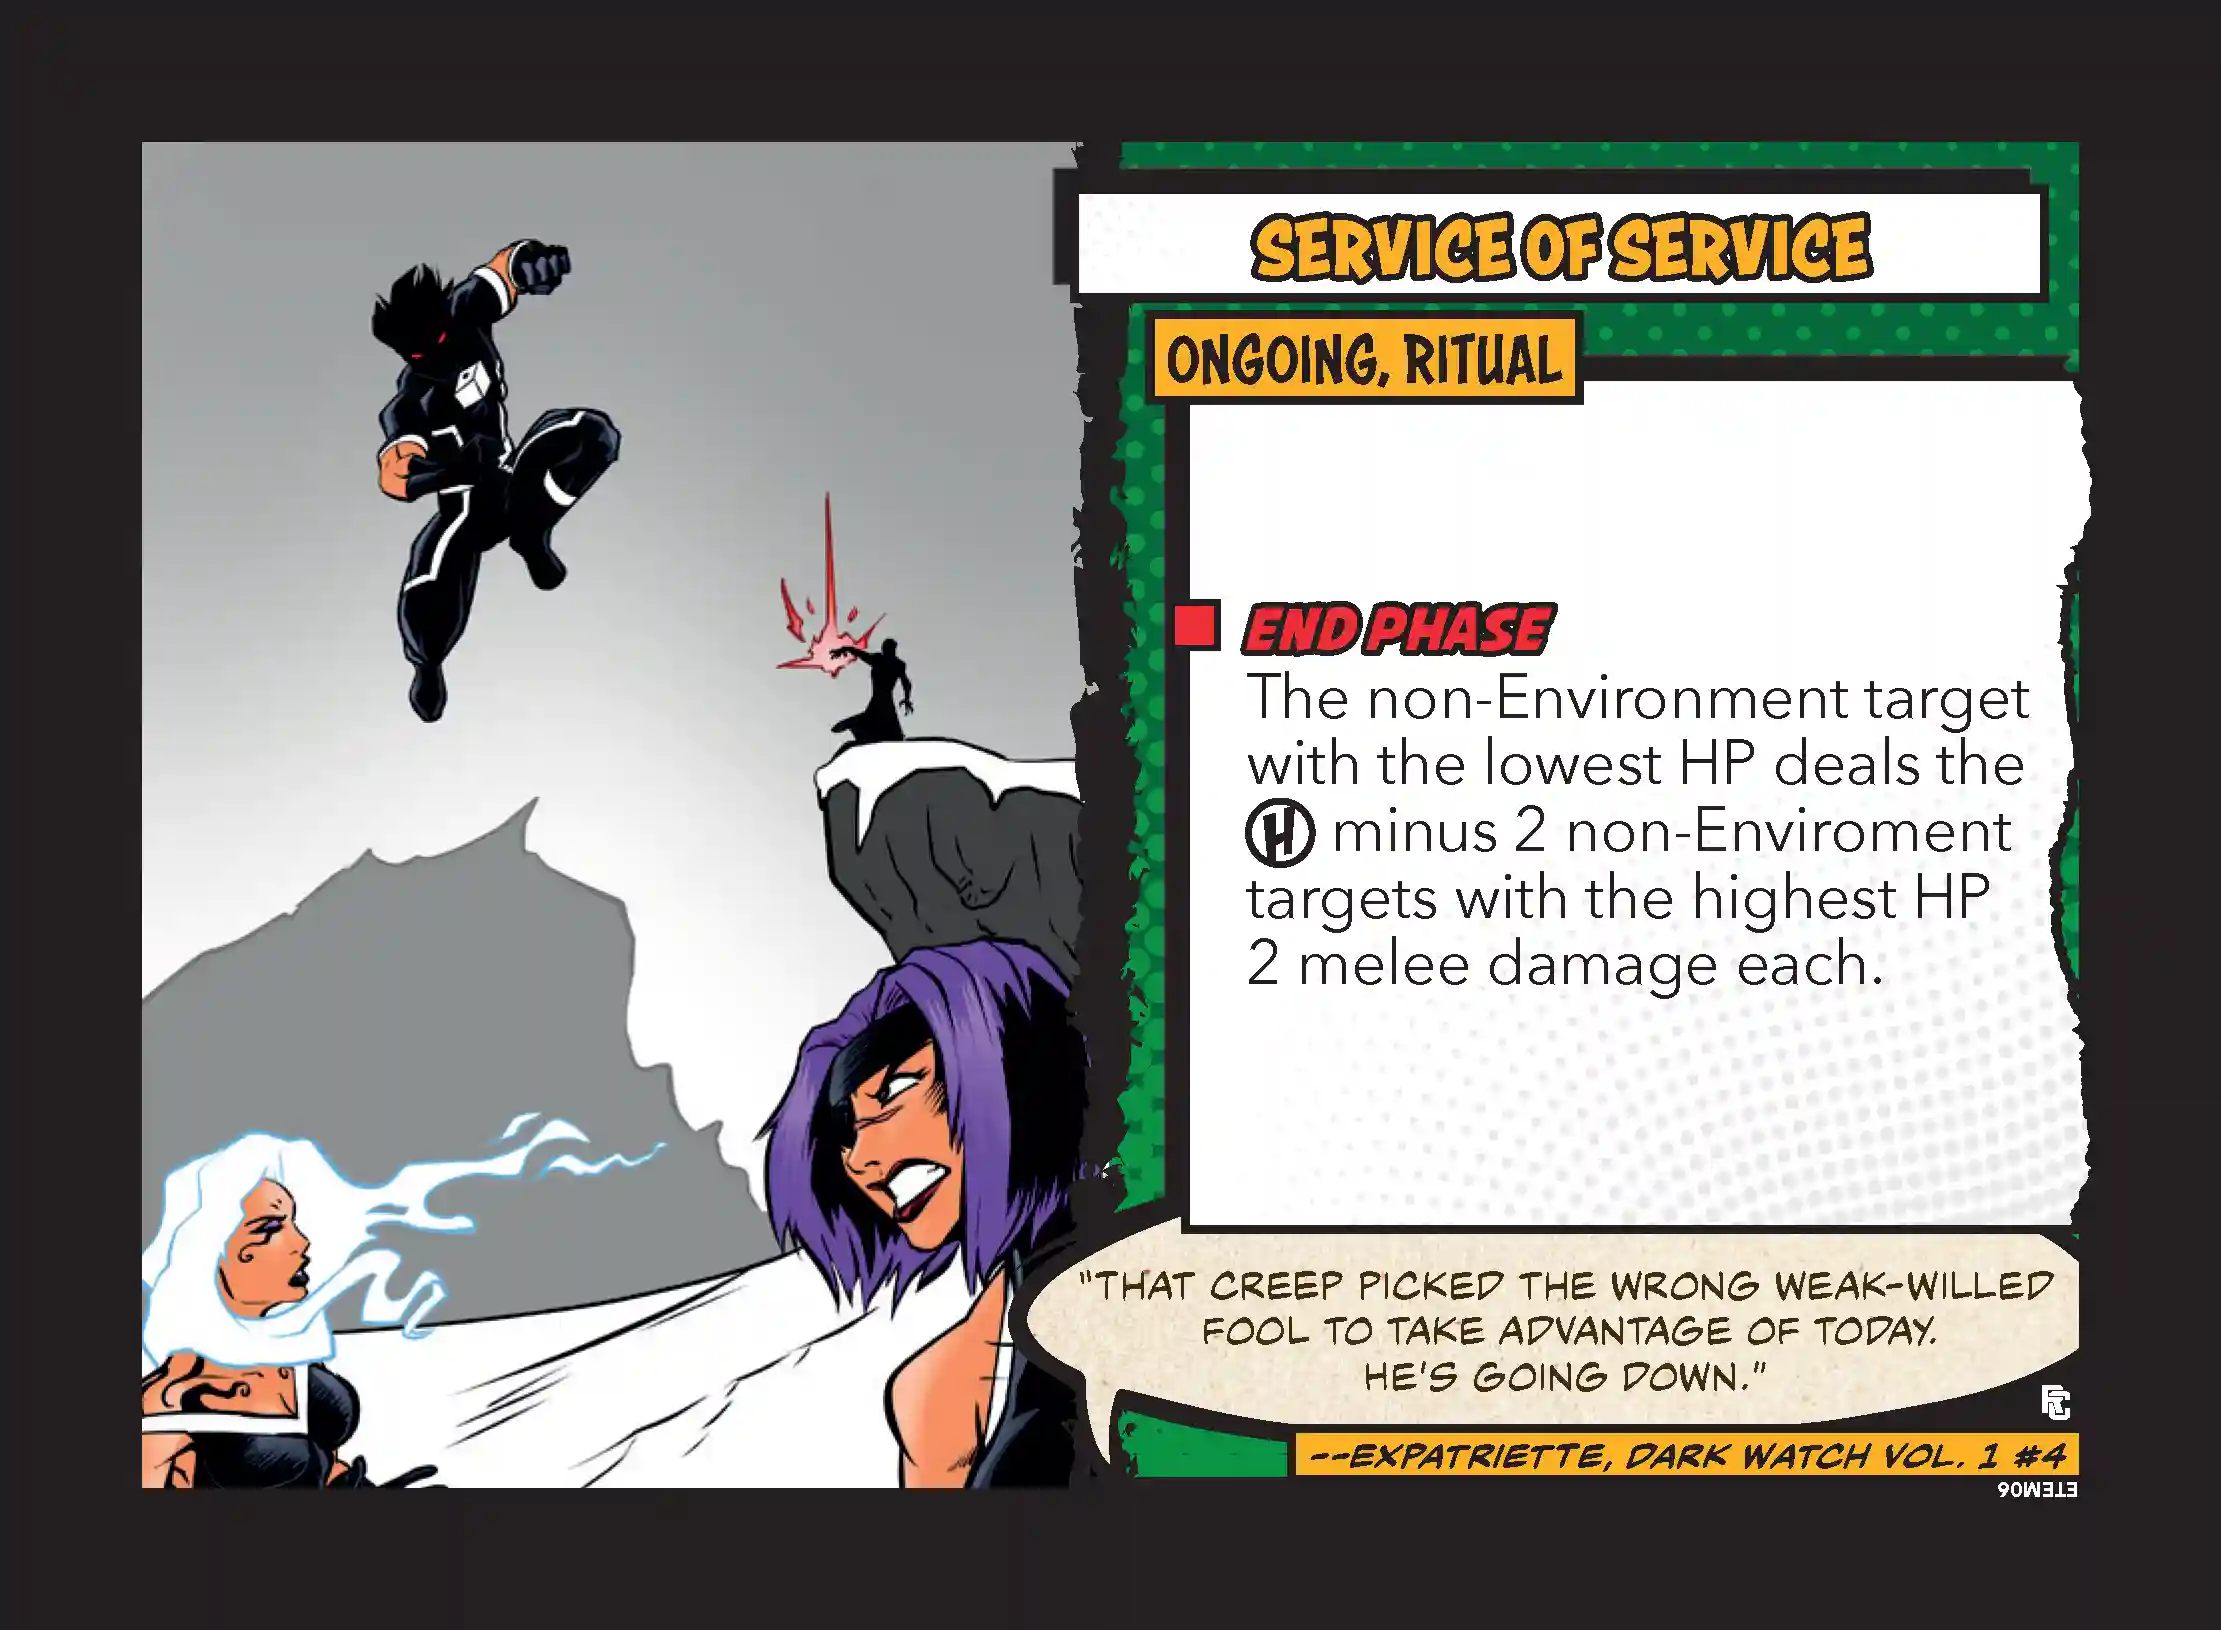 SERVICE OF SERVICE
ONGOING, RITUAL
END PHASE
The non-Environment target
with the lowest HP deals the
H minus 2 non-Enviroment
targets with the highest HP
2 melee damage each.
"THAT CREEP PICKED THE WRONG WEAK-WILLED
FOOL TO TAKE ADVANTAGE OF TODAY.
HE'S GOING DOWN."
--EXPATRIETTE, DARK WATCH VOL. 1 #4
ETEM06